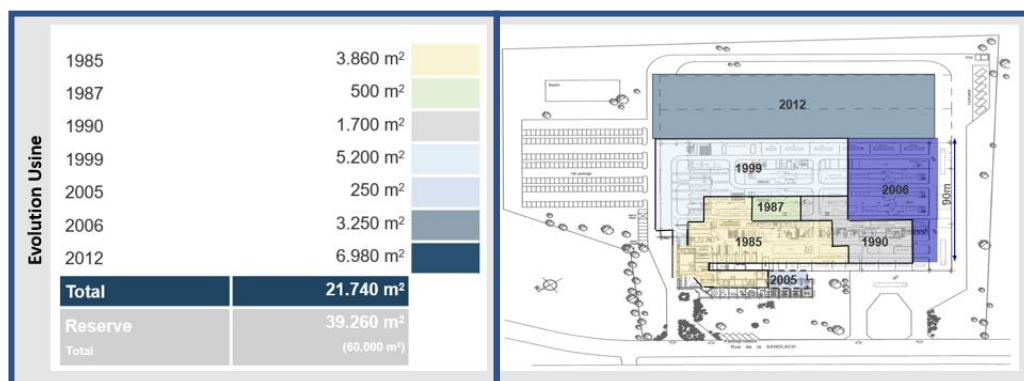 Evolution Usine
1985 3.860 m²
1987 500 m²
1990 1.700 m²
1999 5.200 m²
2005 250 m²
2006 3.250 m²
2012 6.980 m²
Total 21.740 m²
Reserve 39.260 m²
Total (60.000 m²)
2012
1999
2006
1987
90m
1985
1990
2005
Rue de la SANDLACH